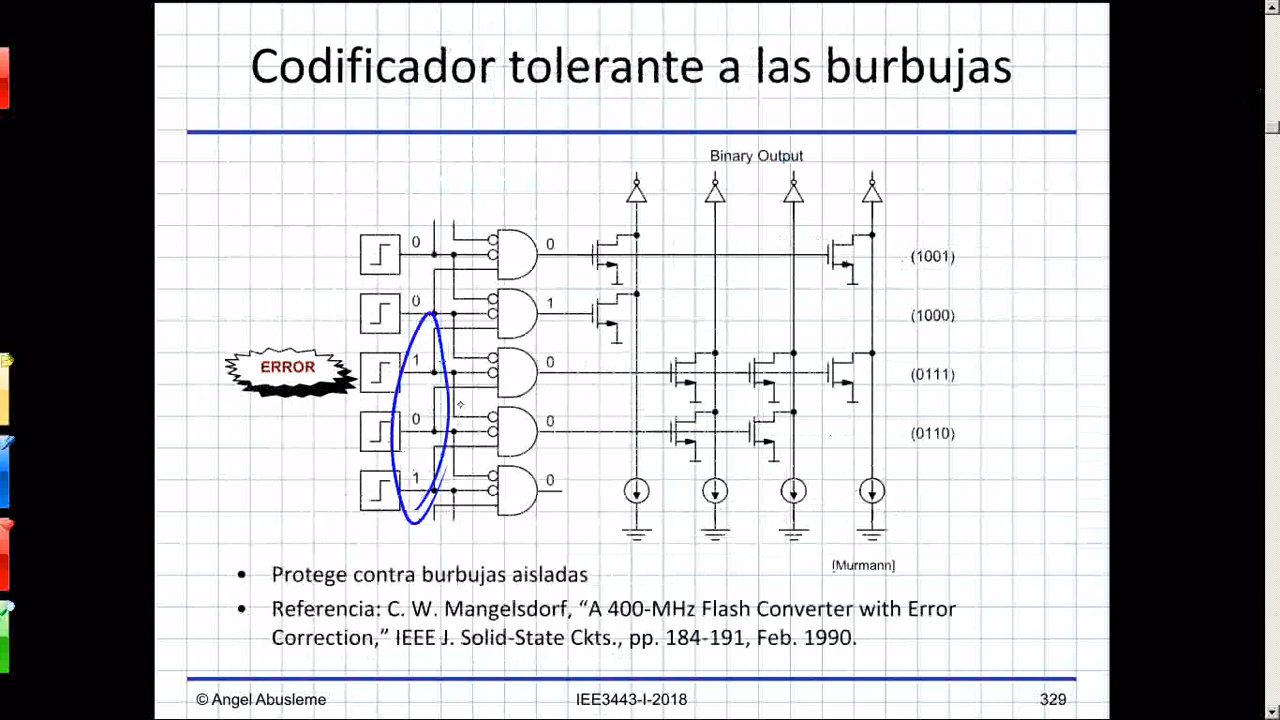 Codificador tolerante a las burbujas
Binary Output
0
0
(1001)
0
1
(1000)
ERROR
1
0
(0111)
0
0
(0110)
1
0
[Murmann]
• Protege contra burbujas aisladas
• Referencia: C. W. Mangelsdorf, “A 400-MHz Flash Converter with Error
Correction,” IEEE J. Solid-State Ckts., pp. 184-191, Feb. 1990.
© Angel Abusleme
IEE3443-I-2018
329